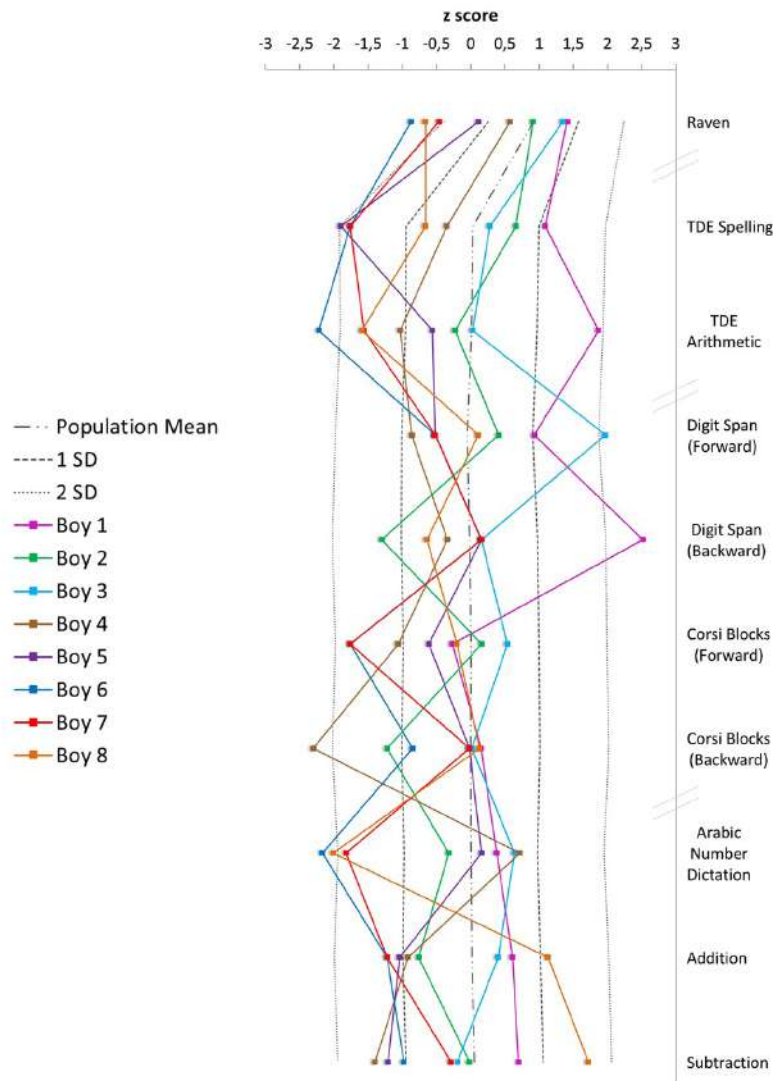 z score
-3 -2,5 -2 -1,5 -1 -0,5 0 0,5 1 1,5 2 2,5 3
Raven
TDE Spelling
TDE
Arithmetic
Digit Span
(Forward)
Digit Span
(Backward)
Corsi Blocks
(Forward)
Corsi Blocks
(Backward)
Arabic
Number
Dictation
Addition
Subtraction
Population Mean
1 SD
2 SD
Boy 1
Boy 2
Boy 3
Boy 4
Boy 5
Boy 6
Boy 7
Boy 8